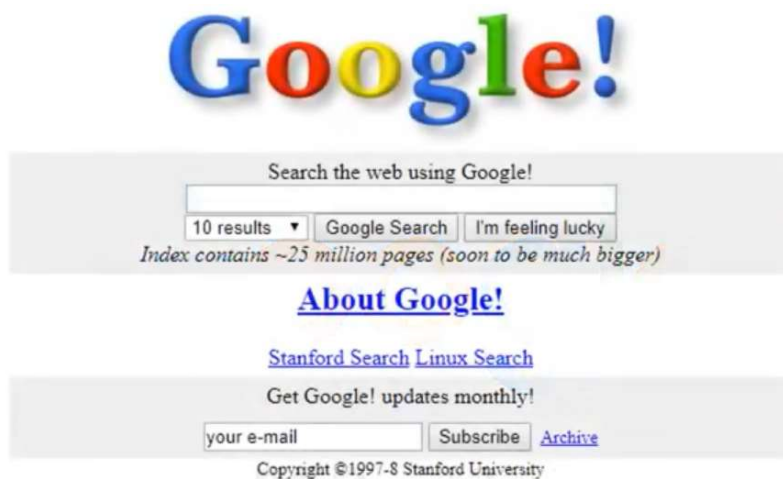 Google!
Search the web using Google!
10 results Google Search I'm feeling lucky
Index contains ~25 million pages (soon to be much bigger)
About Google!
Stanford Search Linux Search
Get Google! updates monthly!
your e-mail Subscribe Archive
Copyright ©1997-8 Stanford University